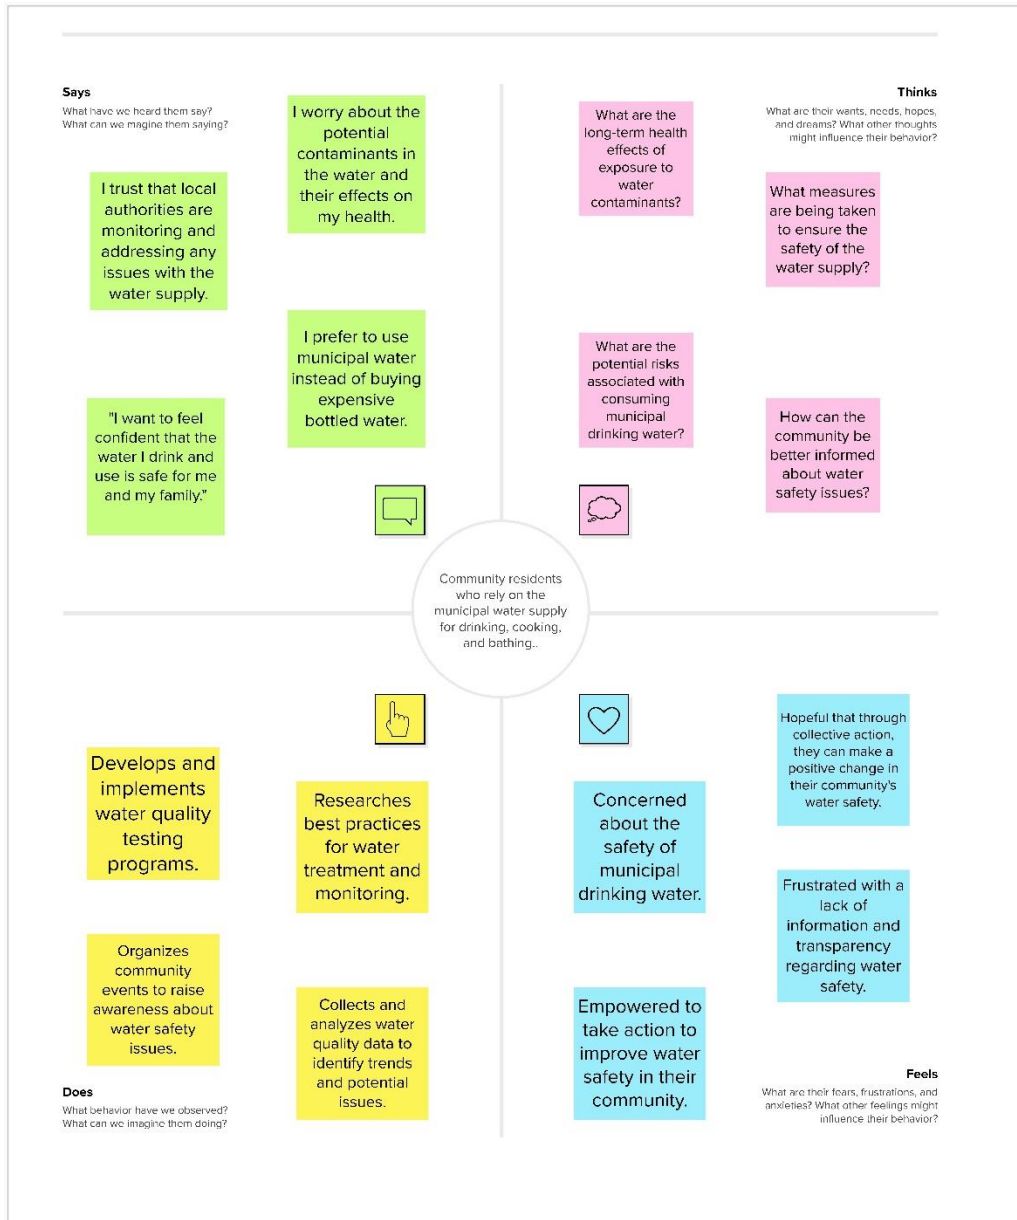 Says
What have we heard them say?
What can we magine them saying?
I worry about the
potential
contaminants in
the water and
their effects on
my health.
I trust that local
authorities are
monitoring and
addressing any
issues with the
water supply.
I prefer to use
municipal water
instead of buying
expensive
bottled water.
"I want to feel
confident that the
water I drink and
use is safe for me
and my family."
Thinks
What are their wants, needs, hopes,
and dreams? What other thoughts
might influence their behavior?
What are the
long-term health
effects of
exposure to
water
contaminants?
What measures
are being taken
to ensure the
safety of the
water supply?
What are the
potential risks
associated with
consuming
municipal
drinking water?
How can the
community be
better informed
about water
safety issues?
Community residents
who rely on the
municipal water supply
for drinking, cooking,
and bathing..
Develops and
implements
water quality
testing
programs.
Researches
best practices
for water
treatment and
monitoring.
Organizes
community
events to raise
awareness about
water safety
issues.
Collects and
analyzes water
quality data to
identify trends
and potential
issues.
Does
What behavior have we observed?
What can we imagine them doing?
Hopeful that through
collective action,
they can make a
positive change in
their community's
water safety.
Concerned
about the
safety of
municipal
drinking water.
Frustrated with a
lack of
information and
transparency
regarding water
safety.
Empowered to
take action to
improve water
safety in their
community.
Feels
What are their fears, frustrations, and
anxieties? What other feelings might
influence their behavior?